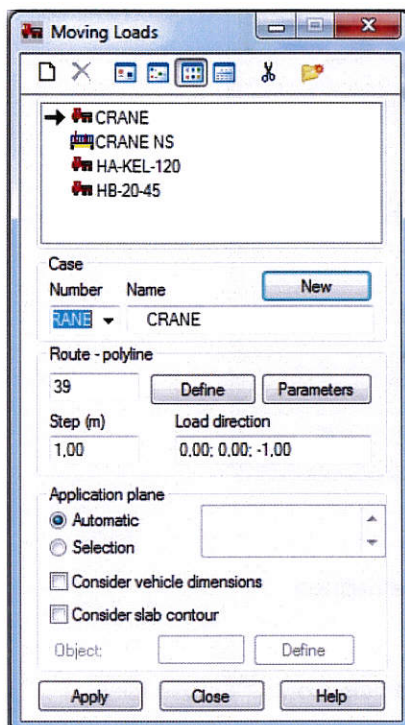 Moving Loads
CRANE
CRANE NS
HA-KEL-120
HB-20-45
Case
Number Name New
RANE CRANE
Route - polyline
39 Define Parameters
Step (m) Load direction
1,00 0,00; 0,00; -1,00
Application plane
Automatic
Selection
Consider vehicle dimensions
Consider slab contour
Object: Define
Apply Close Help